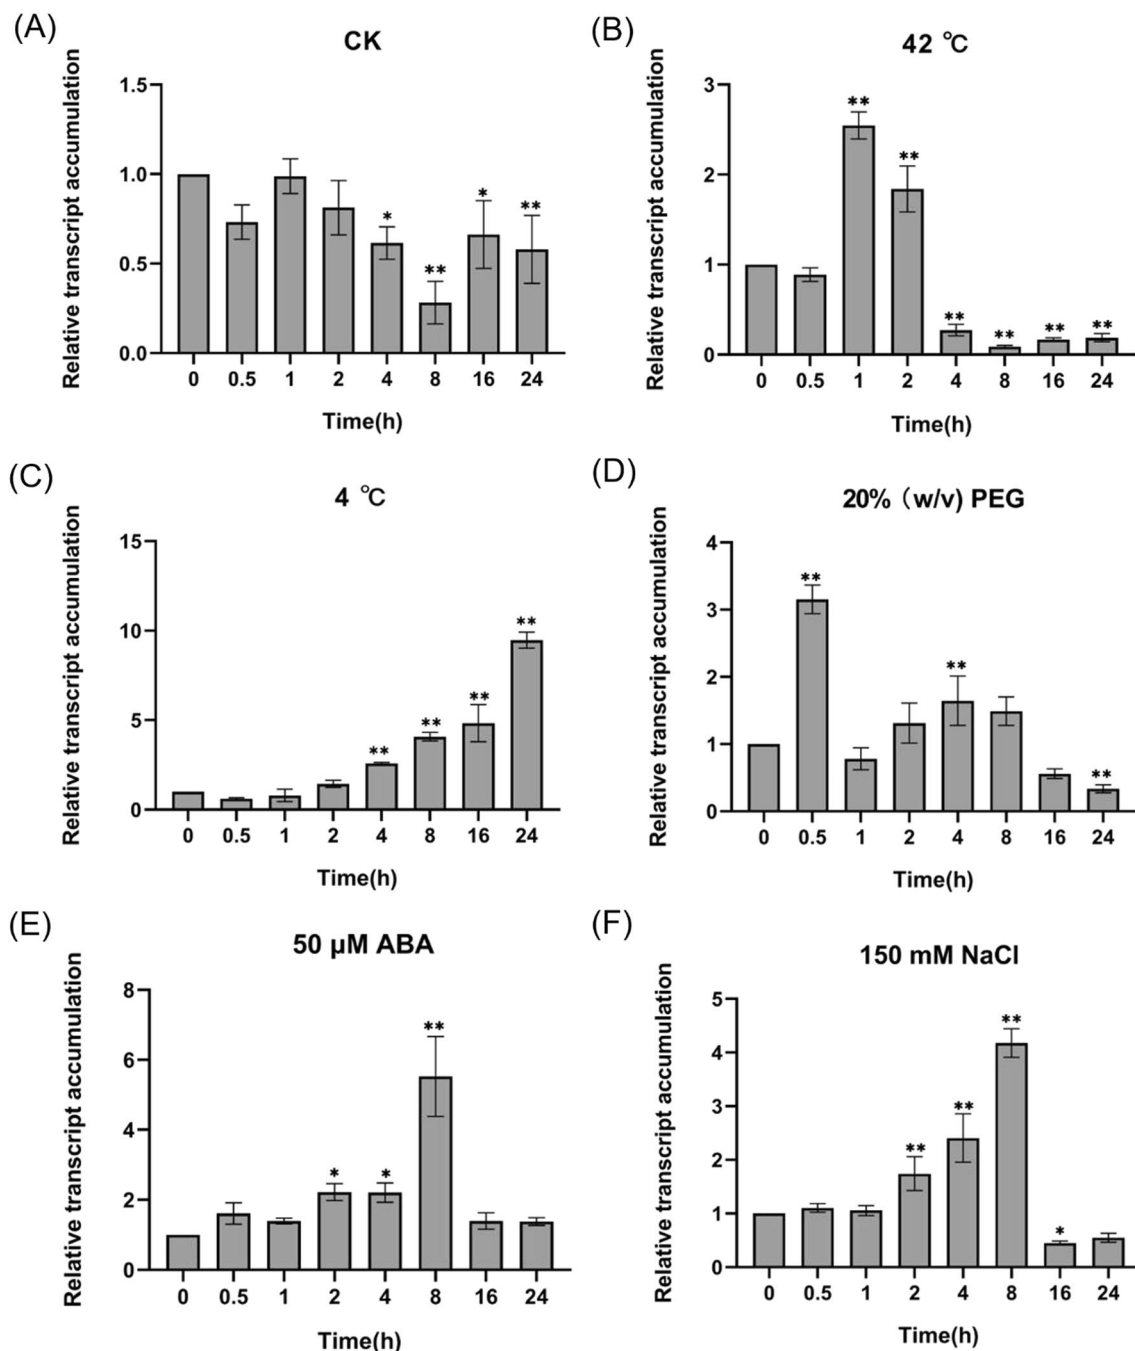 (A)
CK
Relative transcript accumulation
1.5
1.0
0.5
0.0
*
**
*
**
0 0.5 1 2 4 8 16 24
Time(h)
(B)
42 ℃
Relative transcript accumulation
3
2
1
0
**
**
**
**
**
**
0 0.5 1 2 4 8 16 24
Time(h)
(C)
4 ℃
Relative transcript accumulation
15
10
5
0
**
**
**
**
0 0.5 1 2 4 8 16 24
Time(h)
(D)
20%（w/v) PEG
Relative transcript accumulation
4
3
2
1
0
**
**
**
0 0.5 1 2 4 8 16 24
Time(h)
(E)
50 μM ABA
Relative transcript accumulation
8
6
4
2
0
*
*
**
0 0.5 1 2 4 8 16 24
Time(h)
(F)
150 mM NaCl
Relative transcript accumulation
5
4
3
2
1
0
**
**
**
*
0 0.5 1 2 4 8 16 24
Time(h)